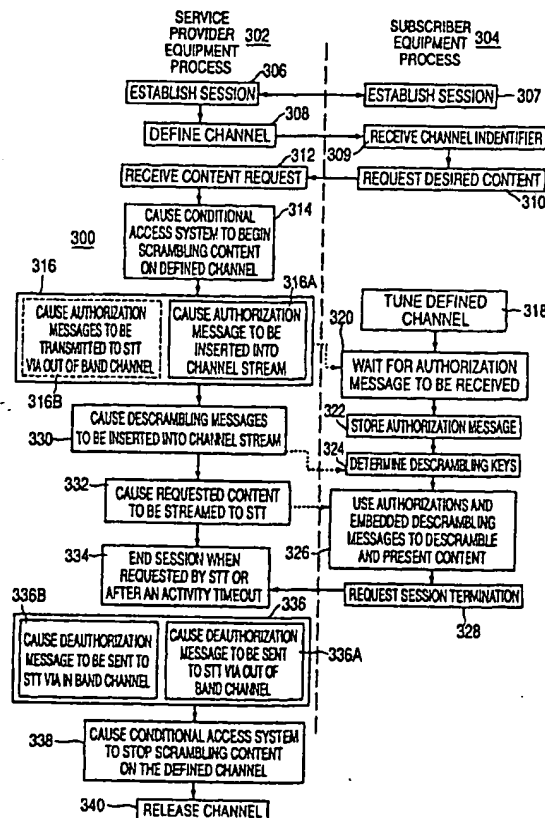 SERVICE
PROVIDER 302
EQUIPMENT
PROCESS
SUBSCRIBER
EQUIPMENT 304
PROCESS
306
ESTABLISH SESSION
ESTABLISH SESSION
307
308
DEFINE CHANNEL
309
RECEIVE CHANNEL INDENTIFIER
312
RECEIVE CONTENT REQUEST
REQUEST DESIRED CONTENT
310
300
314
CAUSE CONDITIONAL
ACCESS SYSTEM TO BEGIN
SCRAMBLING CONTENT
ON DEFINED CHANNEL
316
CAUSE AUTHORIZATION
MESSAGES TO BE
TRANSMITTED TO STT
VIA OUT OF BAND CHANNEL
316B
316A
CAUSE AUTHORIZATION
MESSAGE TO BE
INSERTED INTO
CHANNEL STREAM
TUNE DEFINED
CHANNEL
318
320
WAIT FOR AUTHORIZATION
MESSAGE TO BE RECEIVED
322
STORE AUTHORIZATION MESSAGE
330
CAUSE DESCRAMBLING MESSAGES
TO BE INSERTED INTO CHANNEL STREAM
324
DETERMINE DESCRAMBLING KEYS
332
CAUSE REQUESTED CONTENT
TO BE STREAMED TO STT
326
USE AUTHORIZATIONS AND
EMBEDDED DESCRAMBLING
MESSAGES TO DESCRAMBLE
AND PRESENT CONTENT
334
END SESSION WHEN
REQUESTED BY STT OR
AFTER AN ACTIVITY TIMEOUT
REQUEST SESSION TERMINATION
328
336B
336
CAUSE DEAUTHORIZATION
MESSAGE TO BE SENT TO
STT VIA IN BAND CHANNEL
CAUSE DEAUTHORIZATION
MESSAGE TO BE SENT
TO STT VIA OUT OF
BAND CHANNEL
336A
338
CAUSE CONDITIONAL ACCESS SYSTEM
TO STOP SCRAMBLING CONTENT
ON THE DEFINED CHANNEL
340
RELEASE CHANNEL